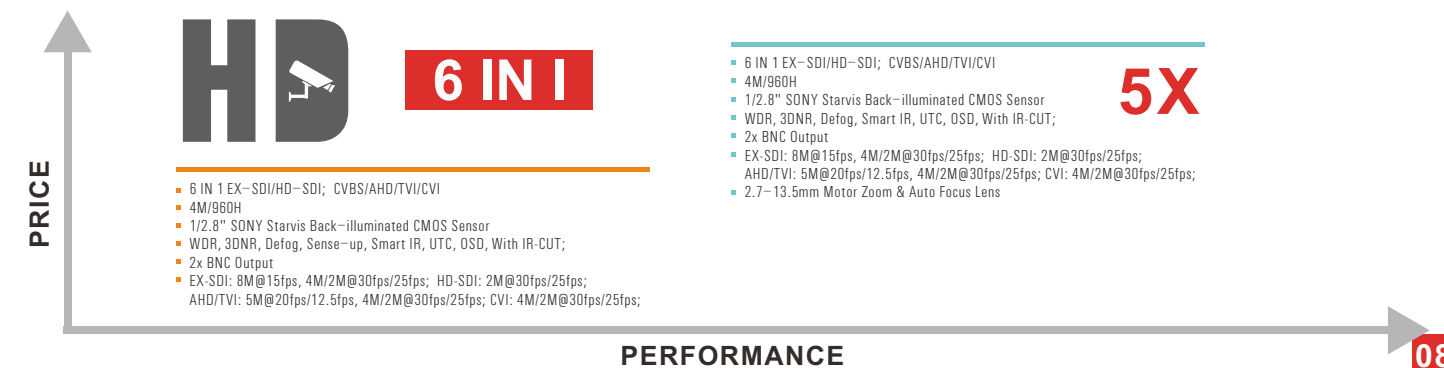 HD
6 IN I
6 IN 1 EX-SDI/HD-SDI; CVBS/AHD/TVI/CVI
4M/960H
1/2.8" SONY Starvis Back-illuminated CMOS Sensor
WDR, 3DNR, Defog, Sense-up, Smart IR, UTC, OSD, With IR-CUT;
2x BNC Output
EX-SDI: 8M@15fps, 4M/2M@30fps/25fps; HD-SDI: 2M@30fps/25fps;
AHD/TVI: 5M@20fps/12.5fps, 4M/2M@30fps/25fps; CVI: 4M/2M@30fps/25fps;
6 IN 1 EX-SDI/HD-SDI; CVBS/AHD/TVI/CVI
4M/960H
1/2.8" SONY Starvis Back-illuminated CMOS Sensor
WDR, 3DNR, Defog, Smart IR, UTC, OSD, With IR-CUT;
2x BNC Output
EX-SDI: 8M@15fps, 4M/2M@30fps/25fps; HD-SDI: 2M@30fps/25fps;
AHD/TVI: 5M@20fps/12.5fps, 4M/2M@30fps/25fps; CVI: 4M/2M@30fps/25fps;
2.7-13.5mm Motor Zoom & Auto Focus Lens
5X
PRICE
PERFORMANCE
08